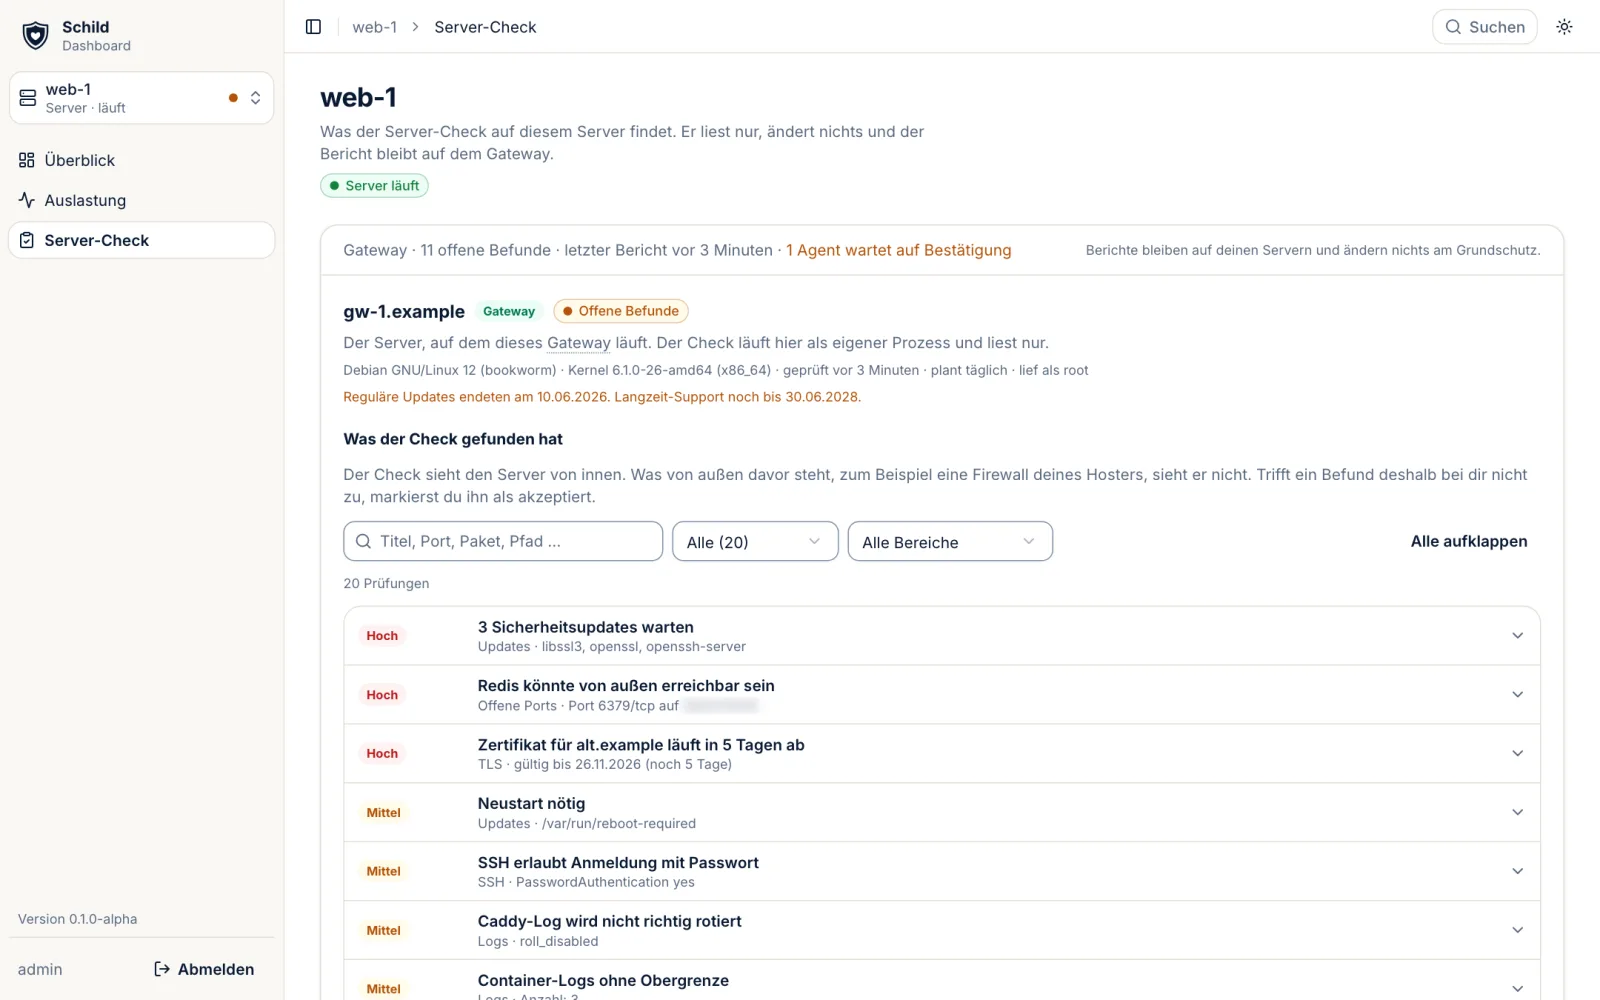 Schild
Dashboard
web-1
Server · läuft
Überblick
Auslastung
Server-Check
Version 0.1.0-alpha
admin
Abmelden
web-1
Server-Check
Suchen
web-1
Was der Server-Check auf diesem Server findet. Er liest nur, ändert nichts und der
Bericht bleibt auf dem Gateway.
Server läuft
Gateway · 11 offene Befunde · letzter Bericht vor 3 Minuten · 1 Agent wartet auf Bestätigung
Berichte bleiben auf deinen Servern und ändern nichts am Grundschutz.
gw-1.example
Gateway
Offene Befunde
Der Server, auf dem dieses Gateway läuft. Der Check läuft hier als eigener Prozess und liest nur.
Debian GNU/Linux 12 (bookworm) · Kernel 6.1.0-26-amd64 (x86_64) · geprüft vor 3 Minuten · plant täglich · lief als root
Reguläre Updates endeten am 10.06.2026. Langzeit-Support noch bis 30.06.2028.
Was der Check gefunden hat
Der Check sieht den Server von innen. Was von außen davor steht, zum Beispiel eine Firewall deines Hosters, sieht er nicht. Trifft ein Befund deshalb bei dir nicht
zu, markierst du ihn als akzeptiert.
Titel, Port, Paket, Pfad ...
Alle (20)
Alle Bereiche
Alle aufklappen
20 Prüfungen
Hoch
3 Sicherheitsupdates warten
Updates · libssl3, openssl, openssh-server
Hoch
Redis könnte von außen erreichbar sein
Offene Ports · Port 6379/tcp auf
Hoch
Zertifikat für alt.example läuft in 5 Tagen ab
TLS · gültig bis 26.11.2026 (noch 5 Tage)
Mittel
Neustart nötig
Updates · /var/run/reboot-required
Mittel
SSH erlaubt Anmeldung mit Passwort
SSH · PasswordAuthentication yes
Mittel
Caddy-Log wird nicht richtig rotiert
Logs · roll_disabled
Mittel
Container-Logs ohne Obergrenze
Logs · Anzahl: 3